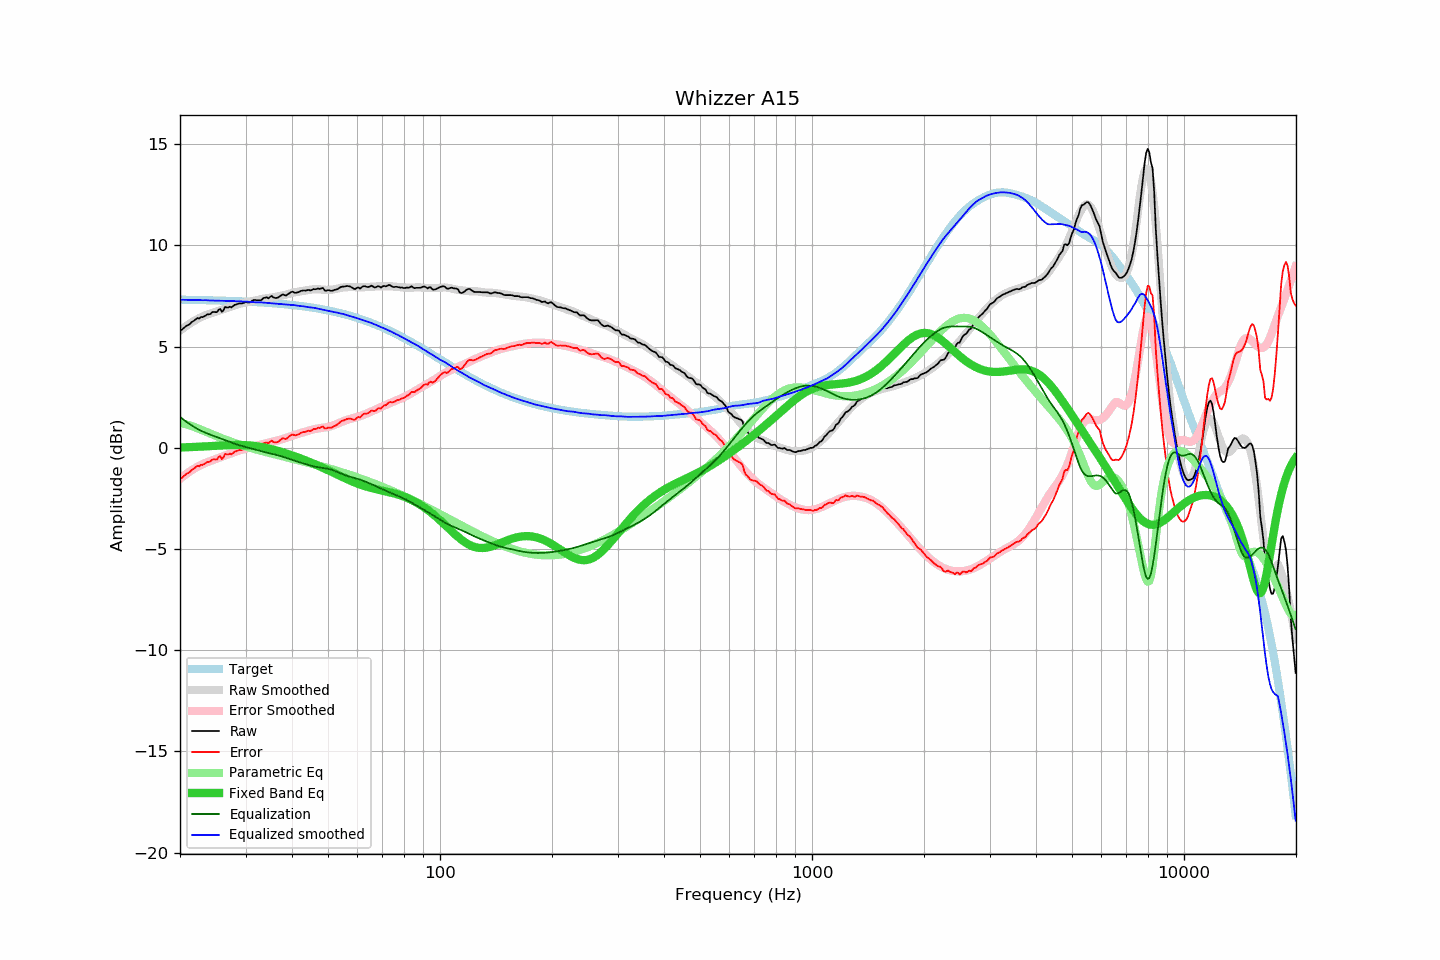 Whizzer A15
15
10
5
0
−5
−10
−15
−20
Amplitude (dBr)
Target
Raw Smoothed
Error Smoothed
Raw
Error
Parametric Eq
Fixed Band Eq
Equalization
Equalized smoothed
100
1000
10000
Frequency (Hz)